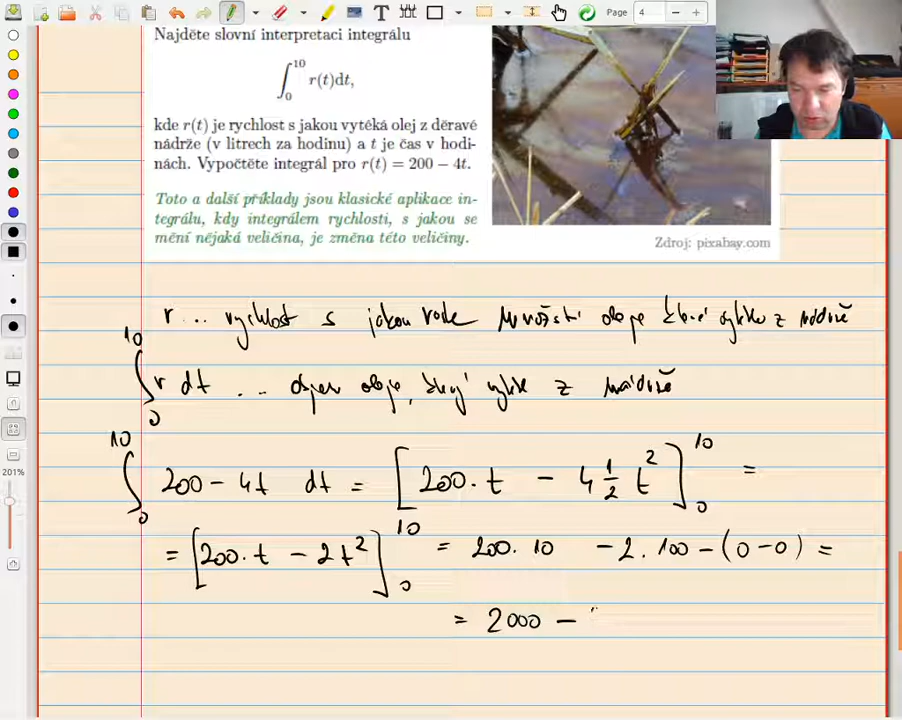 Page 4
201%
Najděte slovní interpretaci integrálu
∫₀¹⁰ r(t)dt,
kde r(t) je rychlost s jakou vytéká olej z děravé
nádrže (v litrech za hodinu) a t je čas v hodi-
nách. Vypočtěte integrál pro r(t) = 200 − 4t.
Toto a další příklady jsou klasické aplikace in-
tegrálu, kdy integrálem rychlosti, s jakou se
mění nějaká veličina, je změna této veličiny.
Zdroj: pixabay.com
r ... rychlost s jakou množství oleje z nádrže
∫₀¹⁰ r dt ... objem oleje, který z nádrže
∫₀¹⁰ 200 − 4t dt = [200·t − 4 ½ t²]₀¹⁰ =
= [200·t − 2t²]₀¹⁰ = 200·10 − 2·100 − (0−0) =
= 2000 −